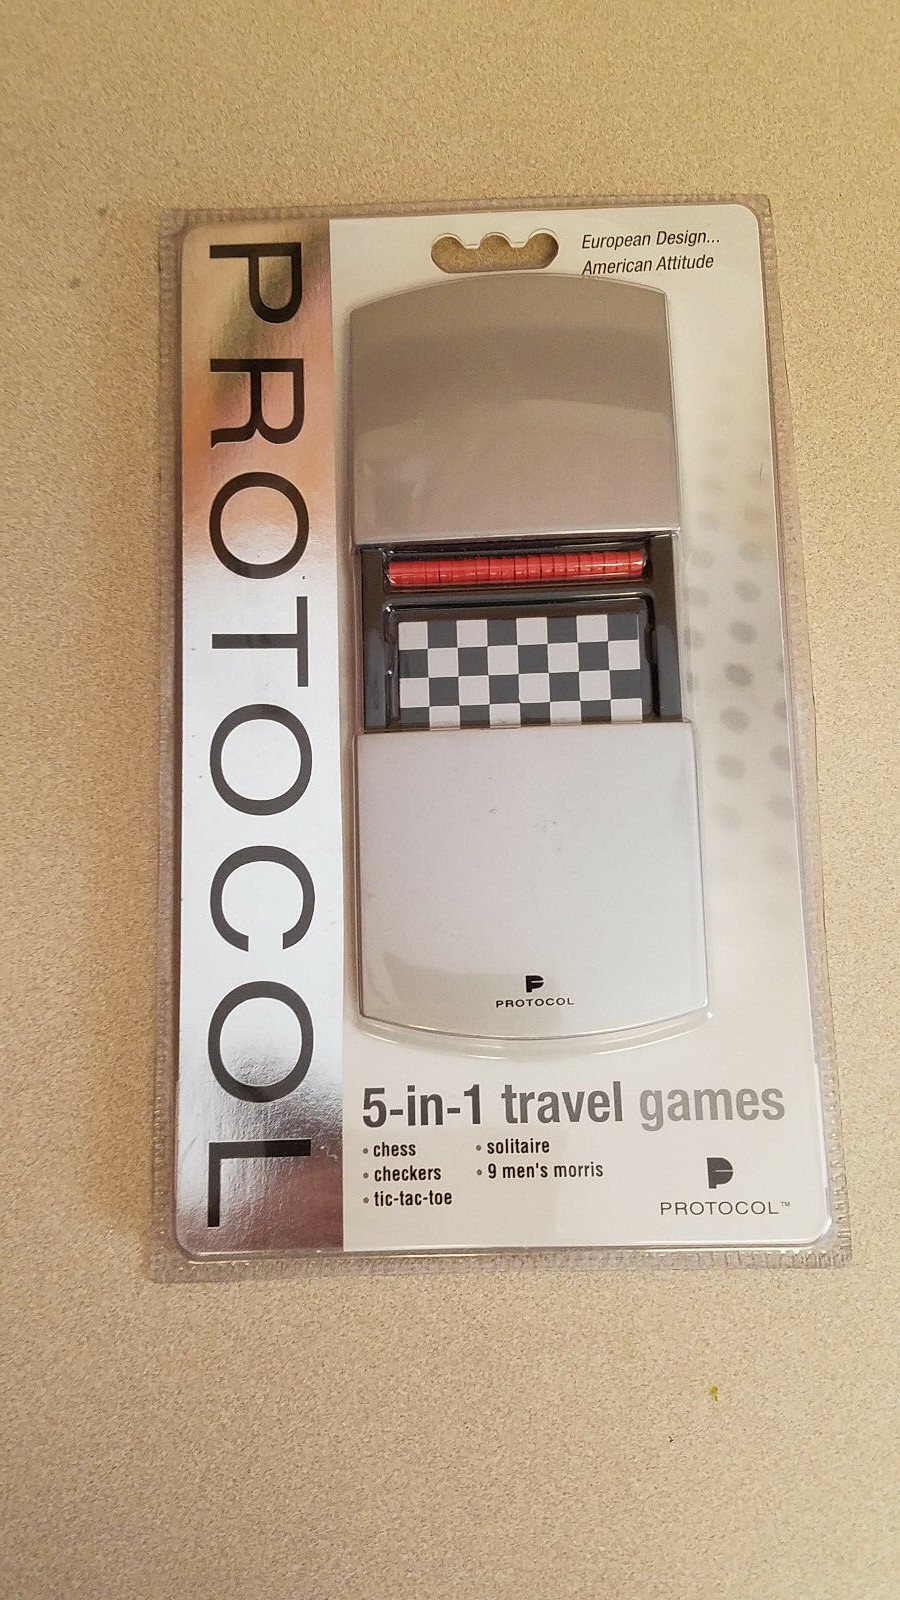 PROTOCOL
European Design...
American Attitude
PROTOCOL
5-in-1 travel games
• chess
• checkers
• tic-tac-toe
• solitaire
• 9 men's morris
PROTOCOL™